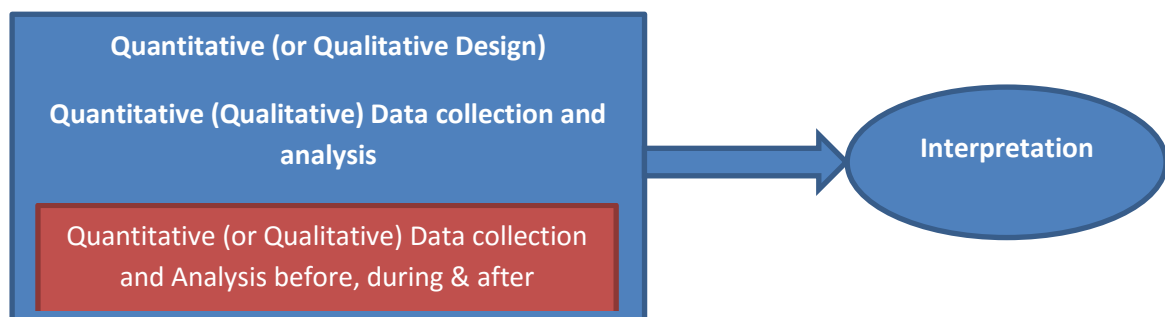 Quantitative (or Qualitative Design)
Quantitative (Qualitative) Data collection and
analysis
Quantitative (or Qualitative) Data collection
and Analysis before, during & after
Interpretation